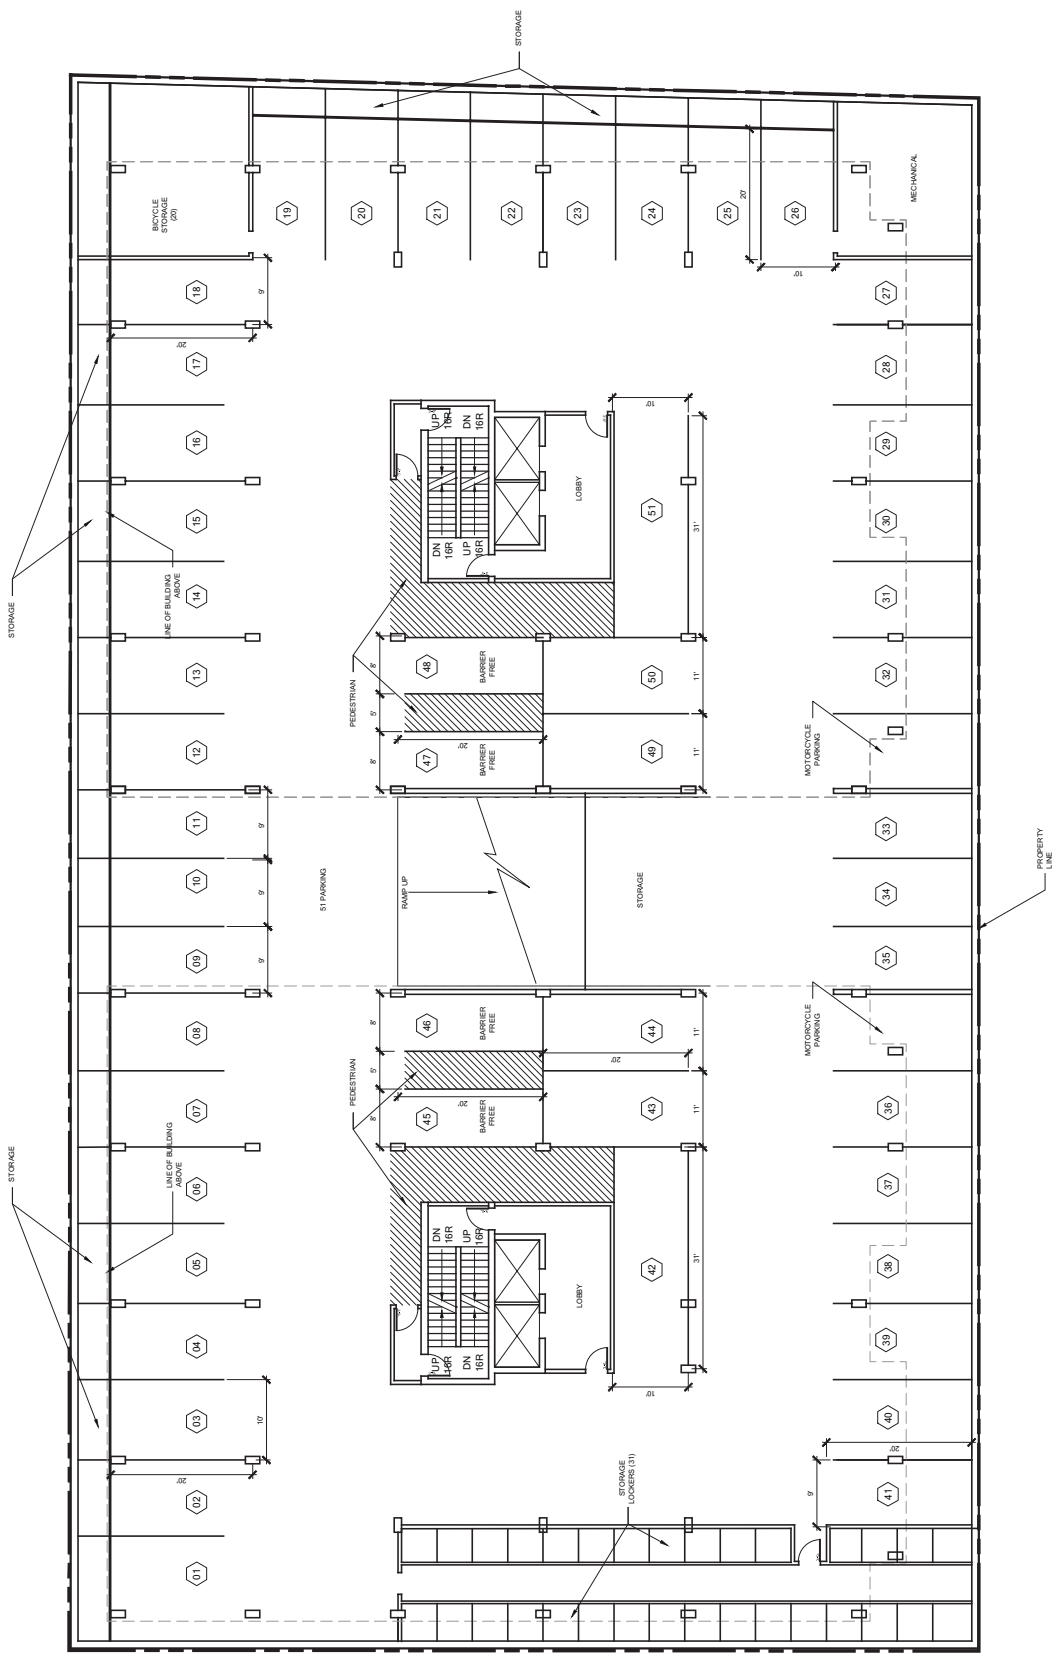 STORAGE
STORAGE
BICYCLE
STORAGE
(20)
MECHANICAL
19
20
21
22
23
24
25
26
20'
10'
18
9'
27
20'
17
28
16
29
15
30
14
31
13
32
12
LINE OF BUILDING
ABOVE
UP
16R
DN
16R
DN
16R
UP
16R
LOBBY
51
10'
31'
PEDESTRIAN
48
BARRIER
FREE
50
11'
8'
5'
8'
47
BARRIER
FREE
20'
49
11'
MOTORCYCLE
PARKING
11
9'
10
9'
09
9'
51 PARKING
RAMP UP
STORAGE
33
34
35
PROPERTY
LINE
08
8'
46
BARRIER
FREE
44
11'
MOTORCYCLE
PARKING
07
5'
8'
PEDESTRIAN
45
BARRIER
FREE
20'
20'
43
11'
36
STORAGE
LINE OF BUILDING
ABOVE
06
37
05
DN
16R
UP
16R
UP
16R
DN
16R
LOBBY
42
31'
10'
38
04
39
03
10'
40
20'
20'
02
STORAGE
LOCKERS (31)
9'
41
01